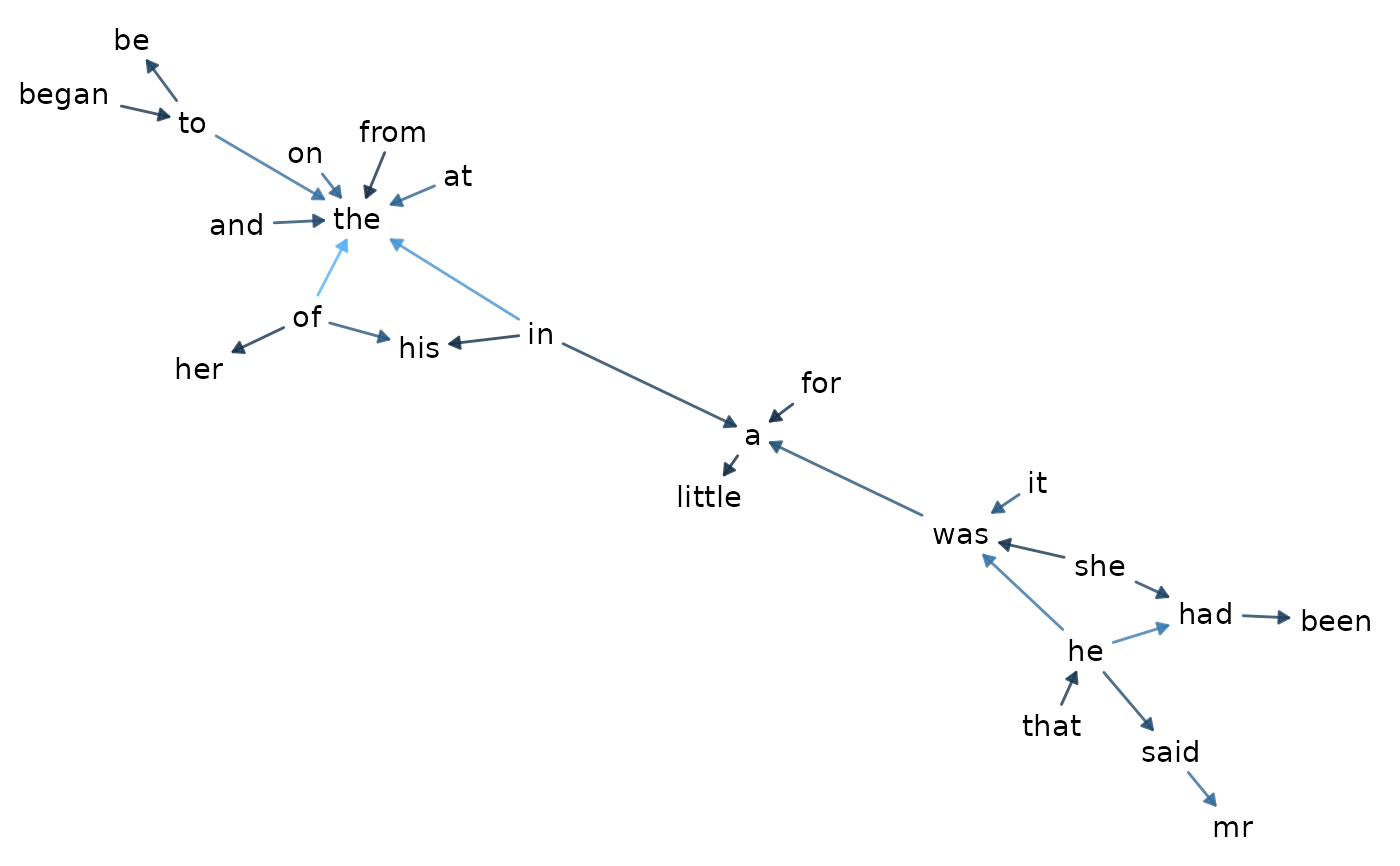 be
began
to
from
on
at
the
and
of
in
his
her
for
a
little
it
was
she
had
been
he
that
said
mr